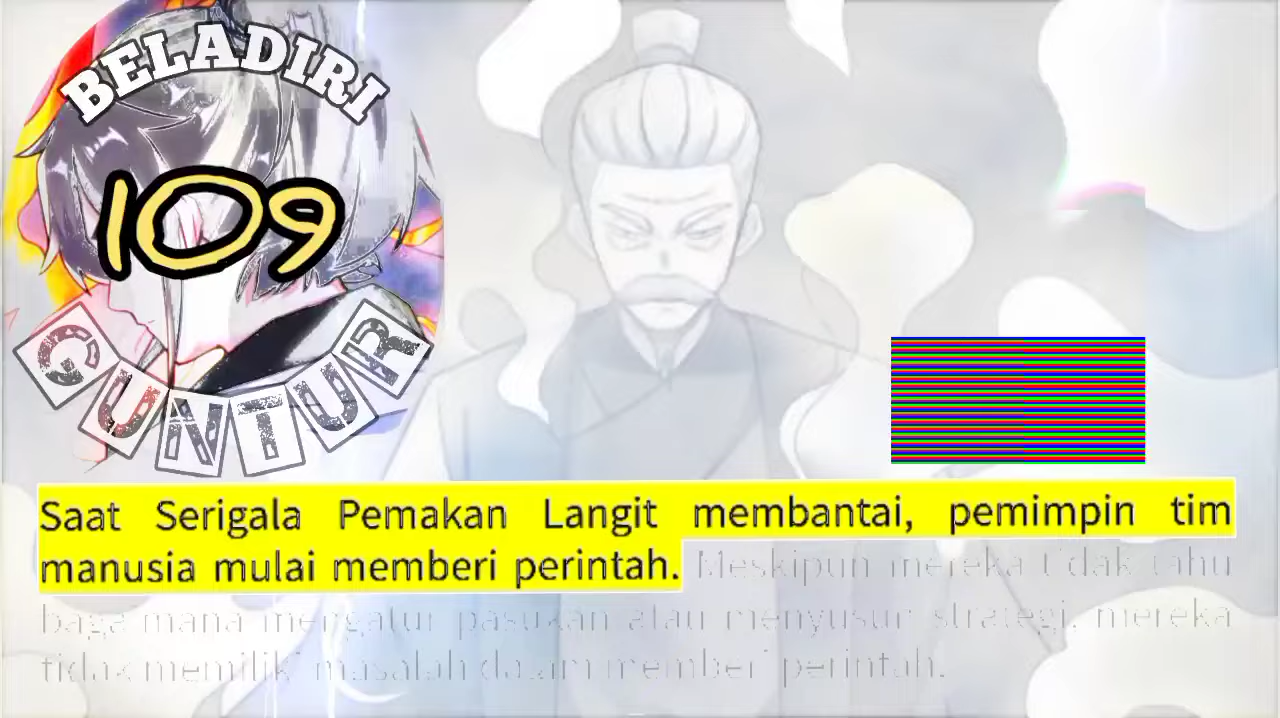 BELADIRI
109
GUNTUR
Saat Serigala Pemakan Langit membantai, pemimpin tim
manusia mulai memberi perintah. Meskipun mereka tidak tahu
bagaimana mengatur pasukan atau menyusun strategi, mereka
tidak memiliki masalah dalam memberi perintah.